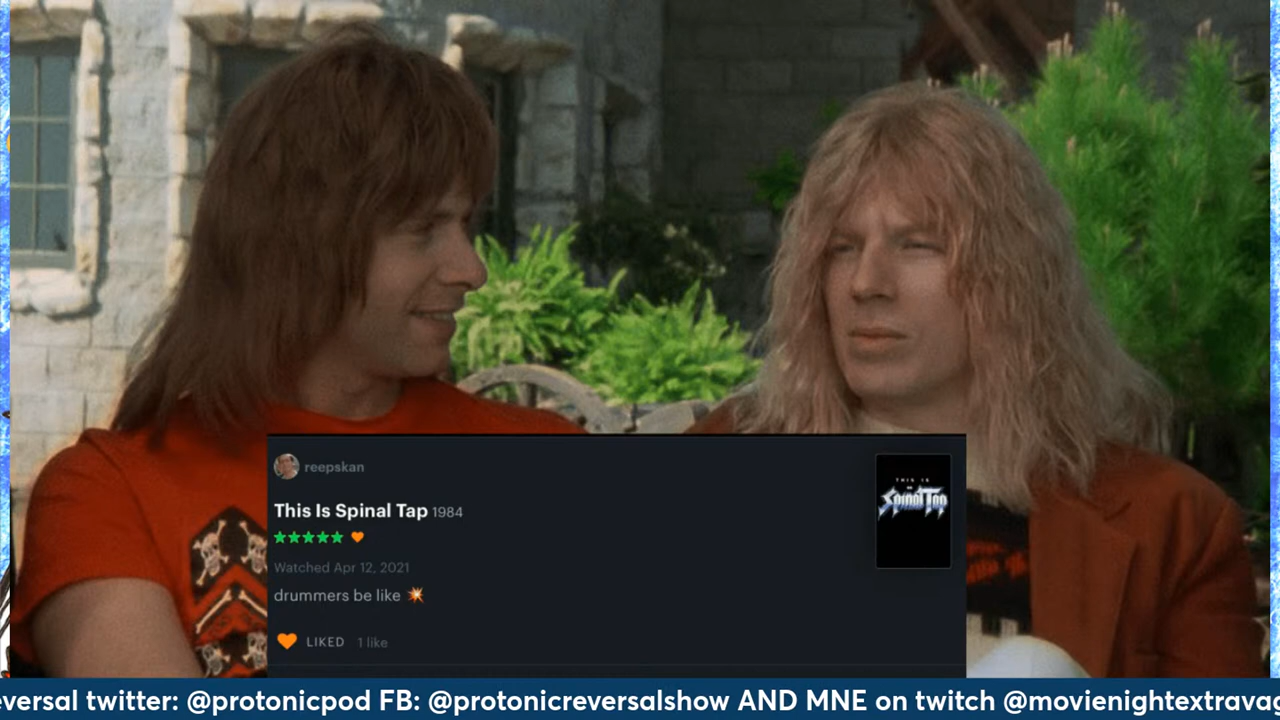 reepskan
This Is Spinal Tap 1984
Watched Apr 12, 2021
drummers be like 💥
LIKED 1 like
THIS IS
Spinal Tap
eversal twitter: @protonicpod FB: @protonicreversalshow AND MNE on twitch @movienightextravag